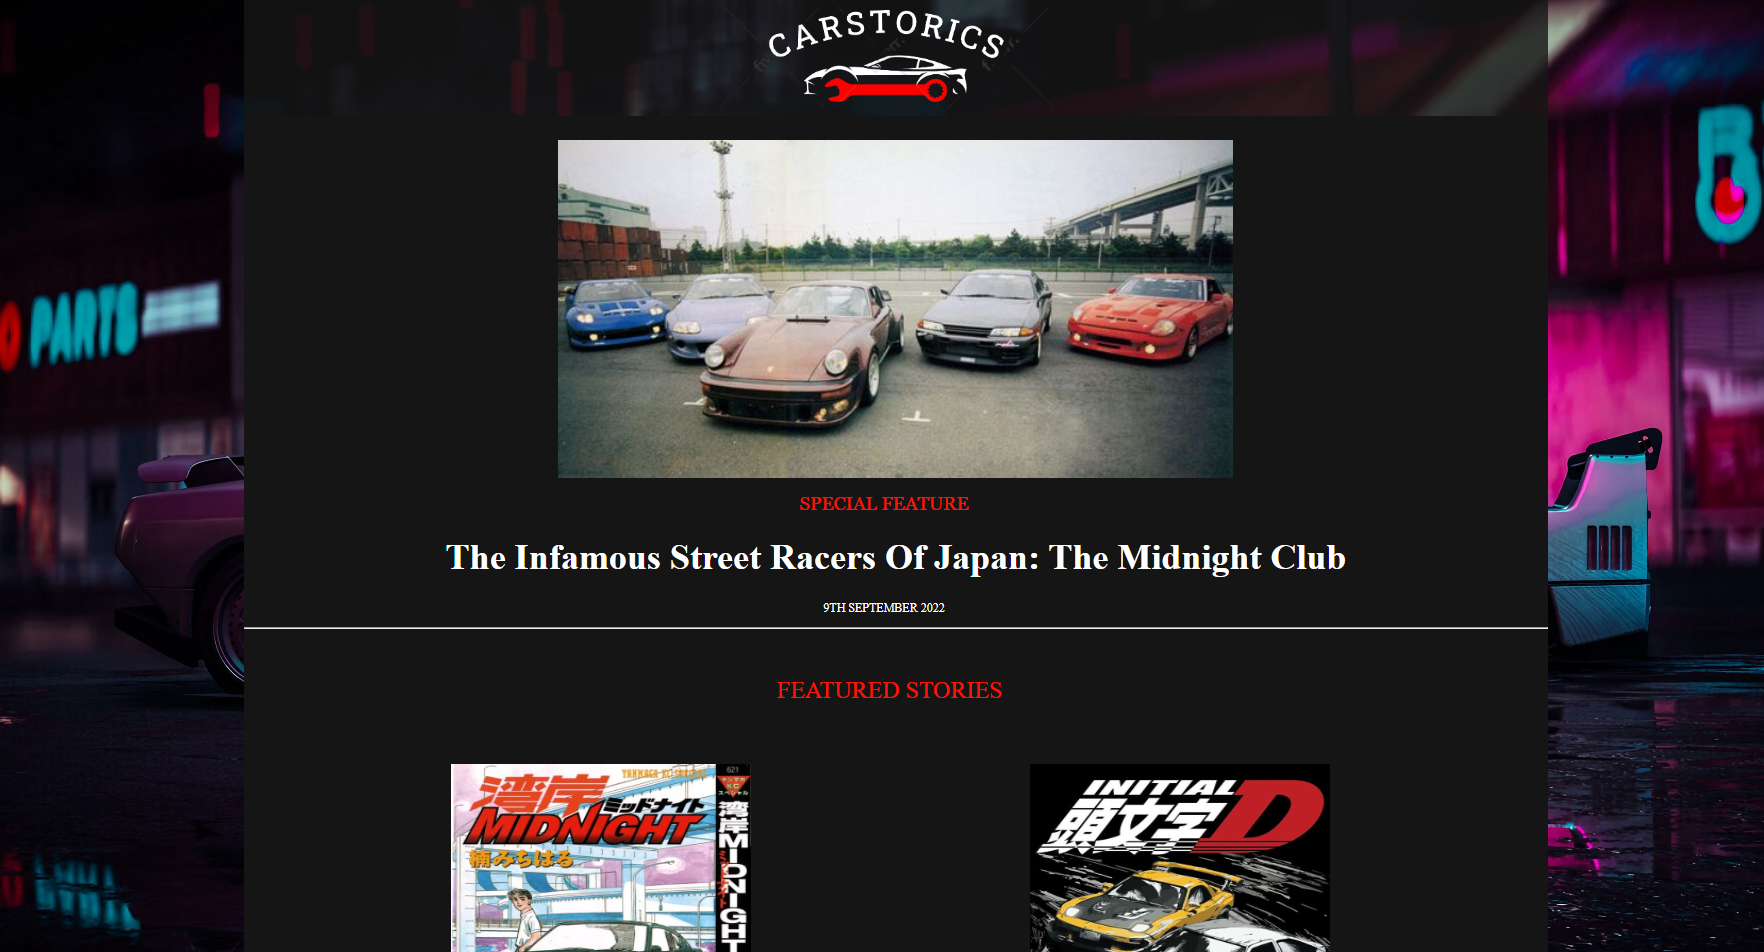 CARSTORICS
PARTS
SPECIAL FEATURE
The Infamous Street Racers Of Japan: The Midnight Club
9TH SEPTEMBER 2022
FEATURED STORIES
湾岸
ミッドナイト
MIDNIGHT
楠みちはる
621
湾岸MIDNIGHT
INITIAL D
頭文字